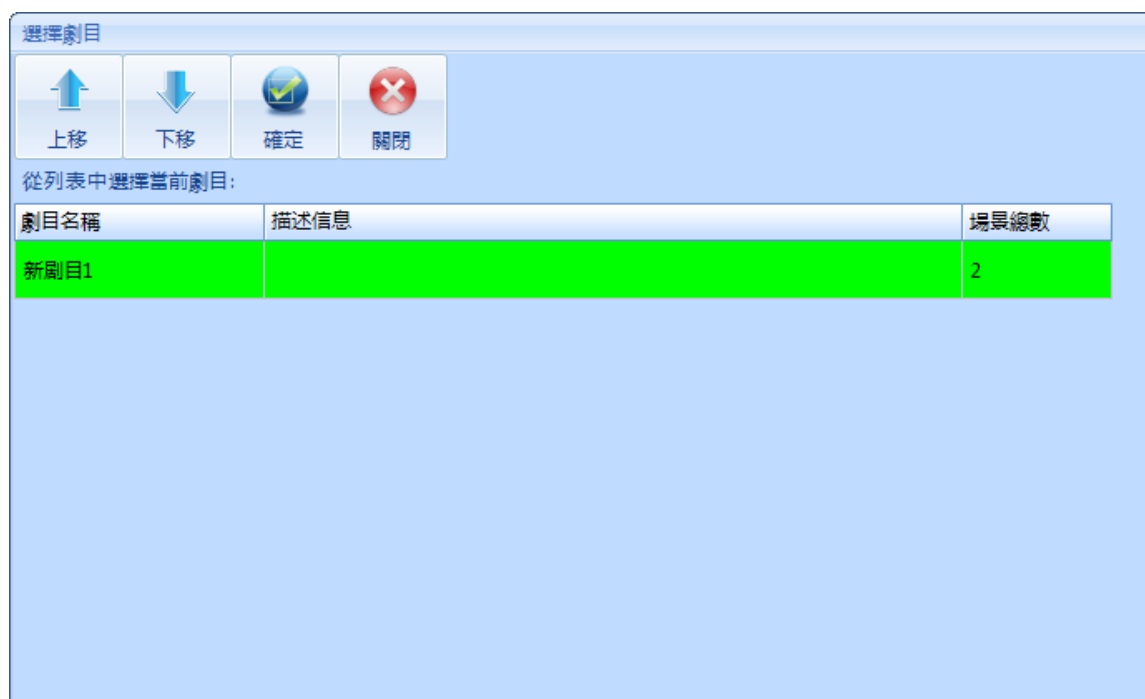 選擇劇目
上移 下移 確定 關閉
從列表中選擇當前劇目:
劇目名稱 描述信息 場景總數
新劇目1 2